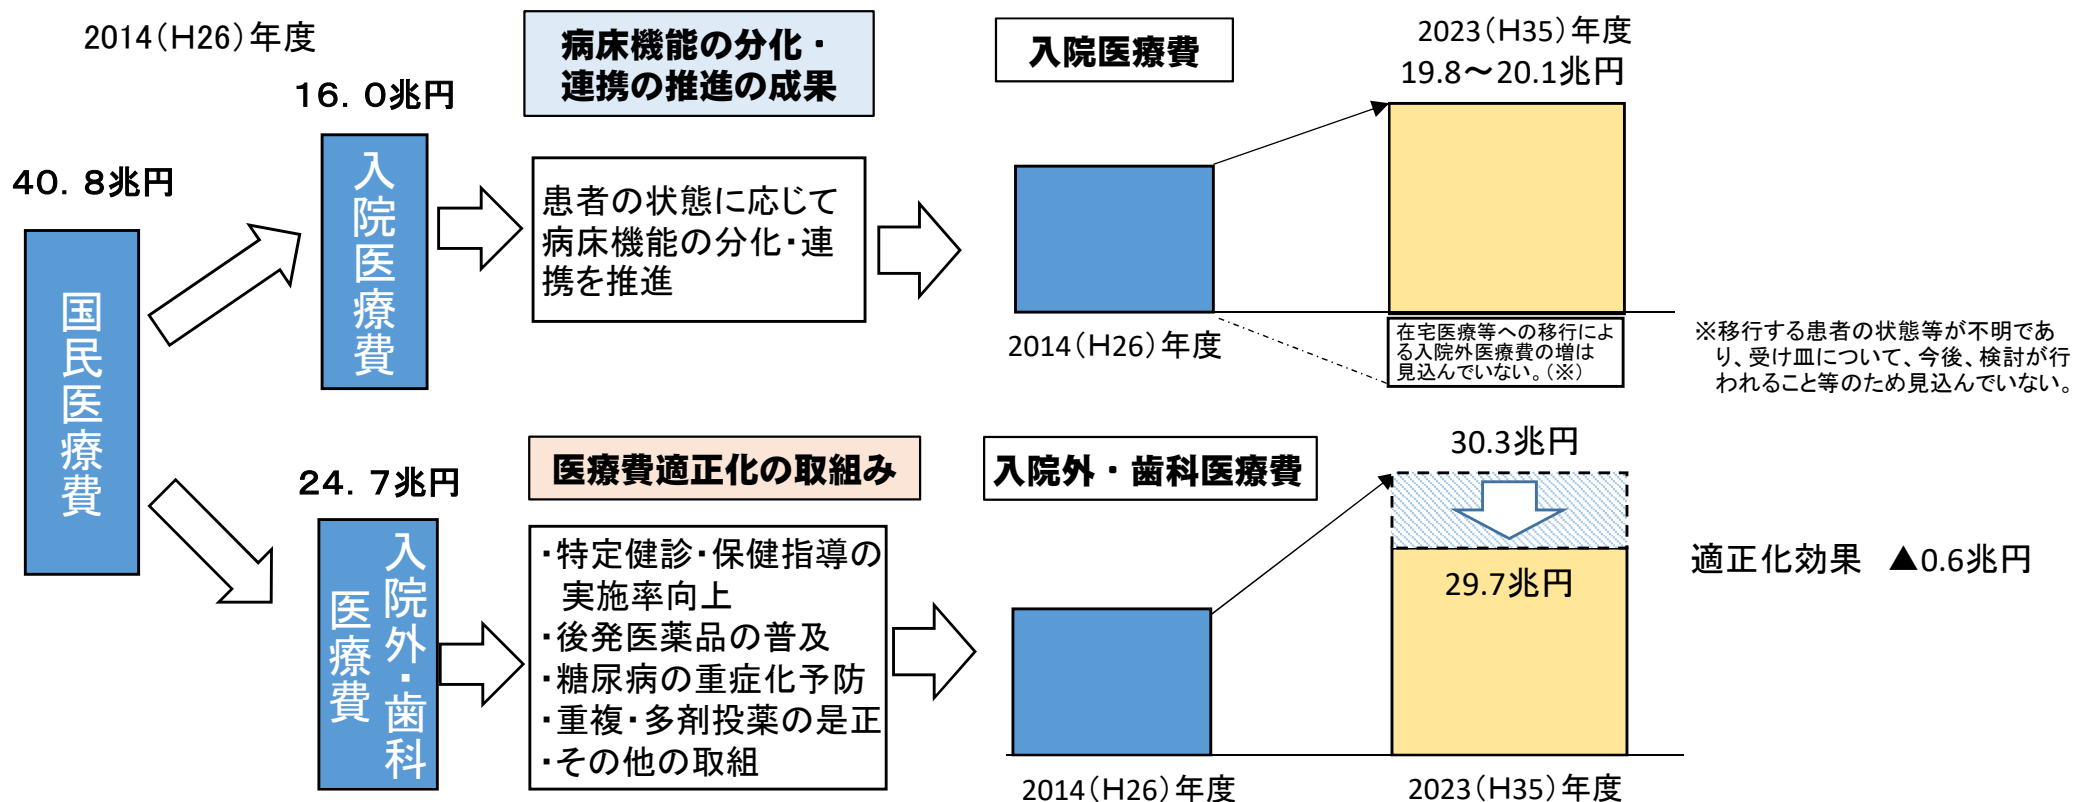 2014(H26)年度
40．8兆円
国民医療費
16．0兆円
入院医療費
病床機能の分化・
連携の推進の成果
患者の状態に応じて
病床機能の分化・連
携を推進
入院医療費
2014(H26)年度
2023(H35)年度
19.8～20.1兆円
在宅医療等への移行によ
る入院外医療費の増は
見込んでいない。(※)
※移行する患者の状態等が不明であ
り、受け皿について、今後、検討が行
われること等のため見込んでいない。
24．7兆円
入院外・歯科
医療費
医療費適正化の取組み
・特定健診・保健指導の
実施率向上
・後発医薬品の普及
・糖尿病の重症化予防
・重複・多剤投薬の是正
・その他の取組
入院外・歯科医療費
2014(H26)年度
30.3兆円
29.7兆円
2023(H35)年度
適正化効果　▲0.6兆円